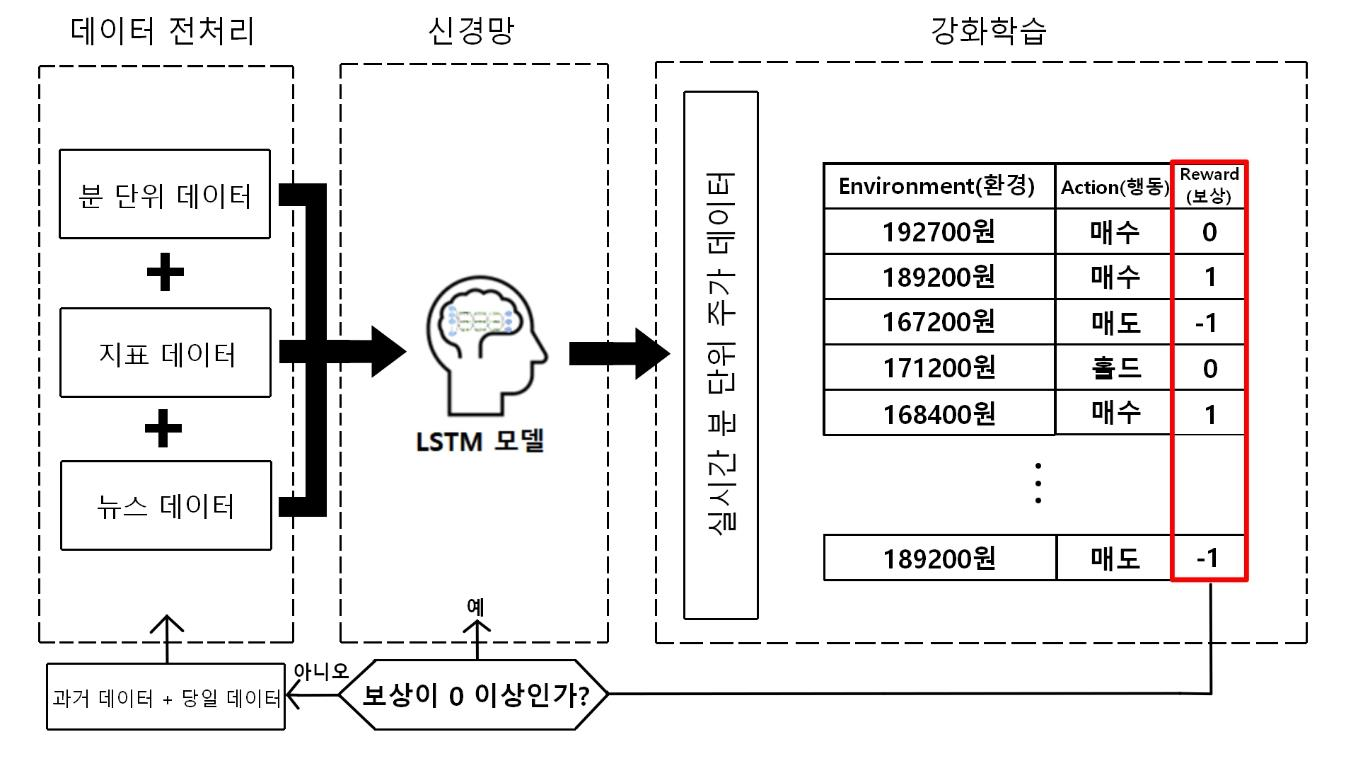 데이터 전처리
신경망
강화학습
분 단위 데이터
+
지표 데이터
+
뉴스 데이터
LSTM 모델
실시간 분 단위 주가 데이터
Environment(환경) Action(행동) Reward
(보상)
192700원 매수 0
189200원 매수 1
167200원 매도 -1
171200원 홀드 0
168400원 매수 1
⋮
189200원 매도 -1
예
아니오
보상이 0 이상인가?
과거 데이터 + 당일 데이터